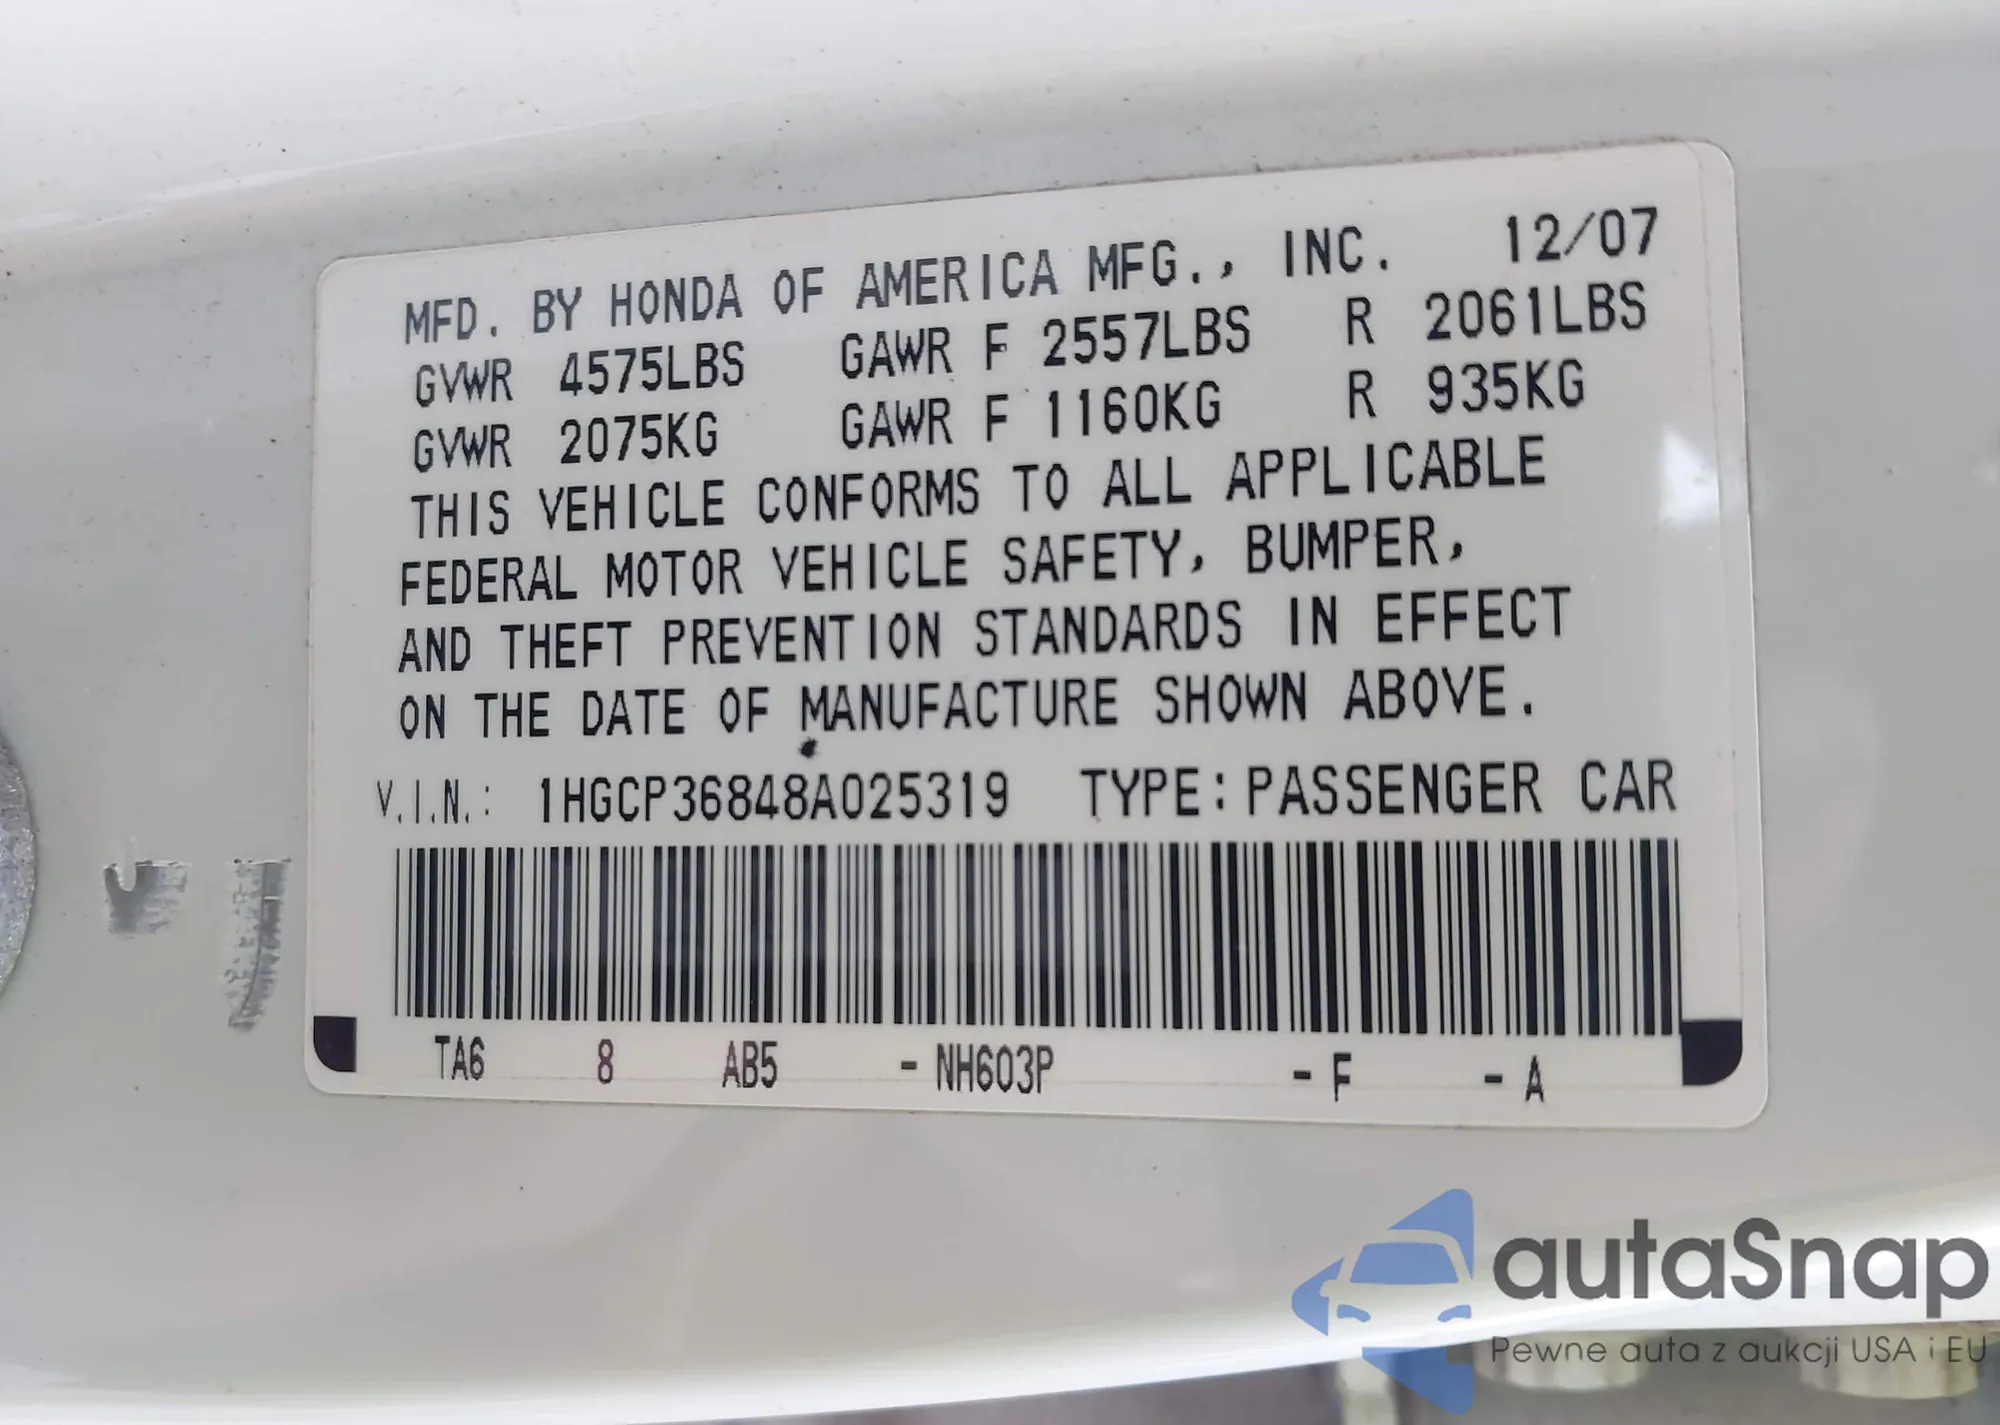 MFD. BY HONDA OF AMERICA MFG., INC. 12/07
GVWR 4575LBS GAWR F 2557LBS R 2061LBS
GVWR 2075KG GAWR F 1160KG R 935KG
THIS VEHICLE CONFORMS TO ALL APPLICABLE
FEDERAL MOTOR VEHICLE SAFETY, BUMPER,
AND THEFT PREVENTION STANDARDS IN EFFECT
ON THE DATE OF MANUFACTURE SHOWN ABOVE.
V.I.N.: 1HGCP36848A025319 TYPE:PASSENGER CAR
TA6 8 AB5 -NH603P -F -A
autaSnap
Pewne auta z aukcji USA i EU